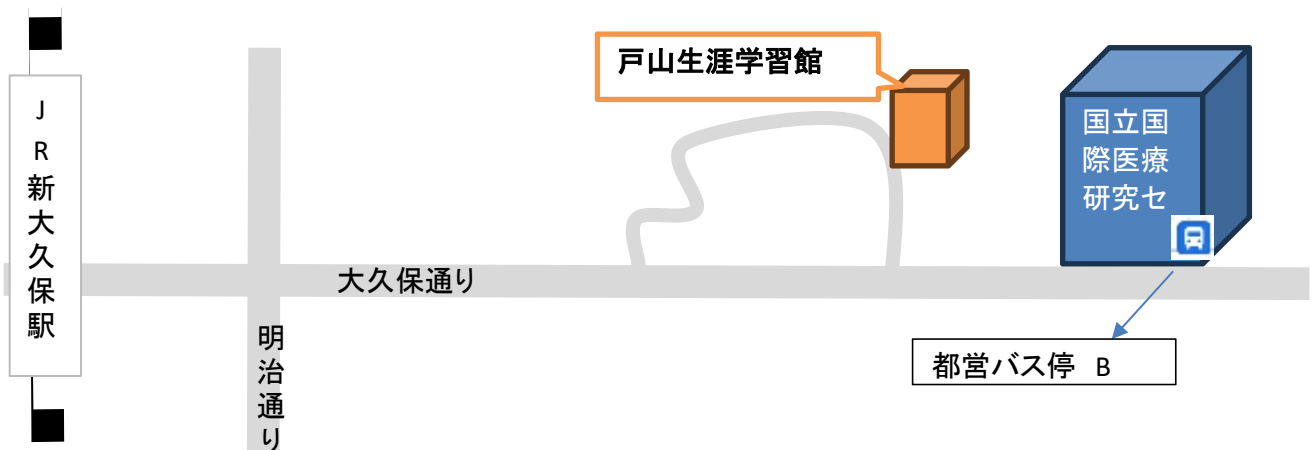 戸山生涯学習館
国立国
際医療
研究セ
JR新大久保駅
大久保通り
明治通り
都営バス停 B